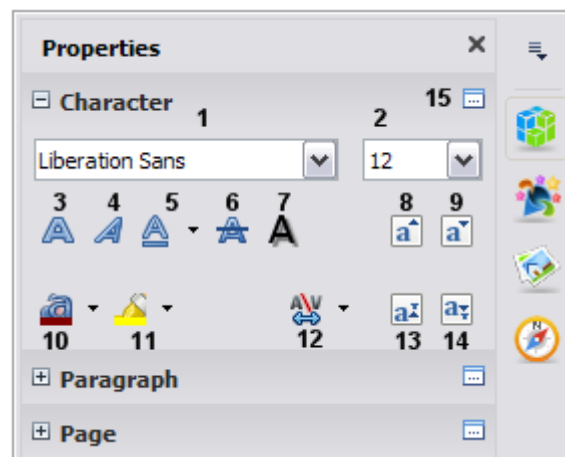 Properties
Character 15
1 2
Liberation Sans 12
3 4 5 6 7 8 9
10 11 12 13 14
Paragraph
Page